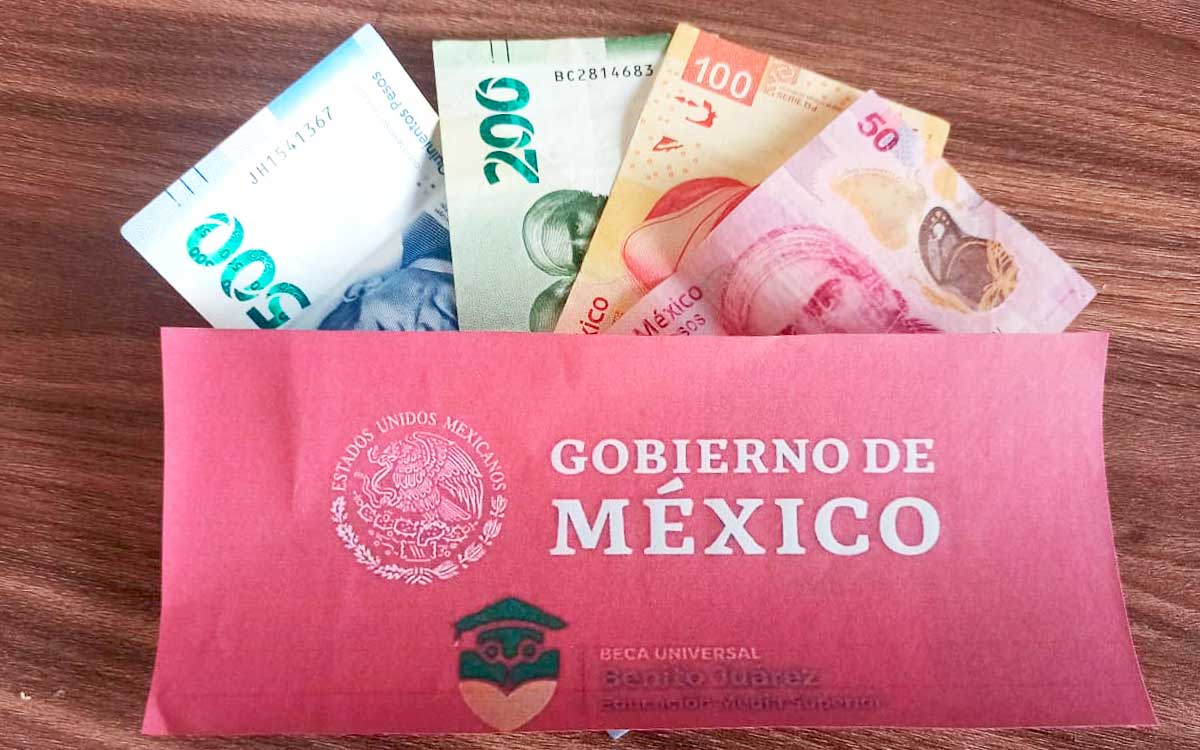 500
JH1541367
Quinientos Pesos
200
BC2814683
100
SERIE DJ
50
México
México
ESTADOS UNIDOS MEXICANOS
GOBIERNO DE
MÉXICO
BECA UNIVERSAL
Benito Juárez
Educación Media Superior